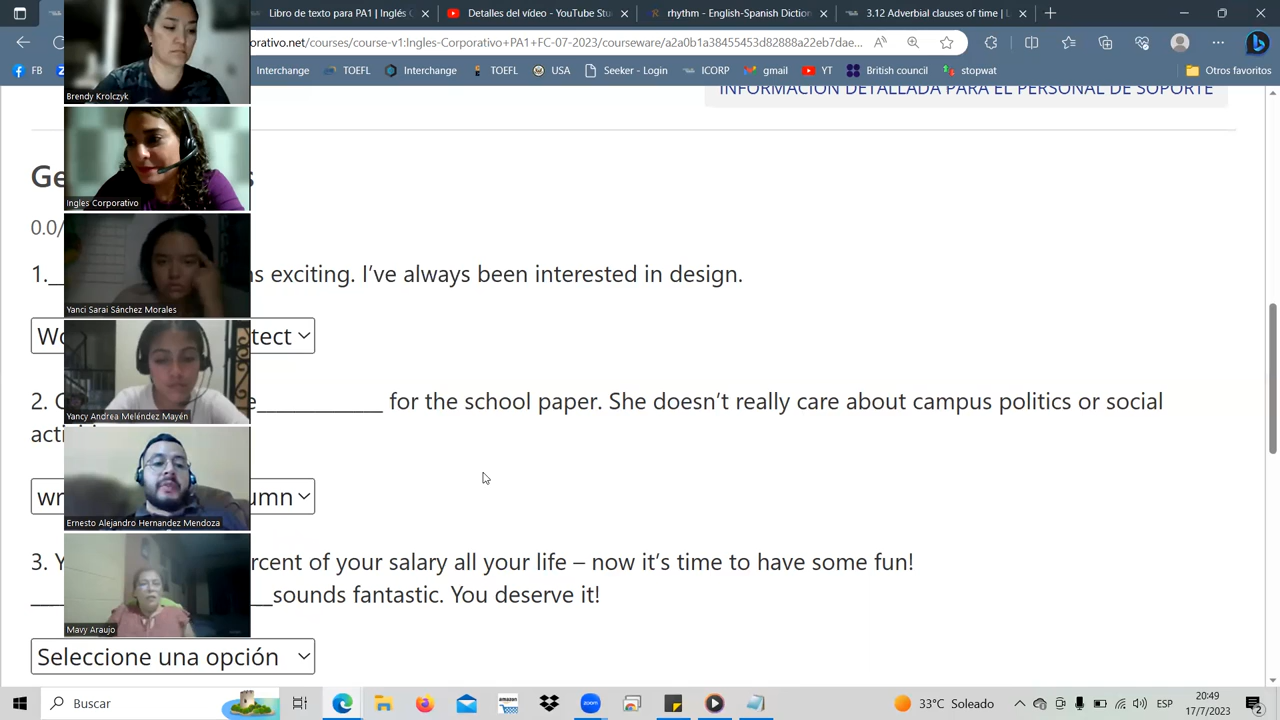 Libro de texto para PA1 | Inglés
Descripción del vídeo - YouTube Stu
rhythm - English-Spanish Diction
3.12 Adverbial clauses of time | L
orativo.net/courses/course-v1:Ingles-Corporativo+PA1+FC-07-2023/courseware/a2a0b1a38455453d82888a22eb7dae...
FB
Interchange
TOEFL
Interchange
TOEFL
USA
Seeker - Login
ICORP
gmail
YT
British council
stopwat
Otros favoritos
Brendy Krolczyk
INFORMACIÓN DETALLADA PARA EL PERSONAL DE SOPORTE
Ge
s
Ingles Corporativo
0.0/
1.__ s exciting. I've always been interested in design.
Yanci Sarai Sánchez Morales
Wo tect
2. e__________ for the school paper. She doesn't really care about campus politics or social
acti
Yancy Andrea Meléndez Mayén
wr umn
Ernesto Alejandro Hernandez Mendoza
3. Y rcent of your salary all your life – now it's time to have some fun!
__sounds fantastic. You deserve it!
Mavy Araujo
Seleccione una opción
Buscar
33°C Soleado
ESP
20:49
17/7/2023
2